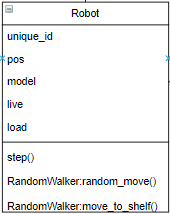 Robot
unique_id
pos
model
live
load
step()
RandomWalker:random_move()
RandomWalker:move_to_shelf()